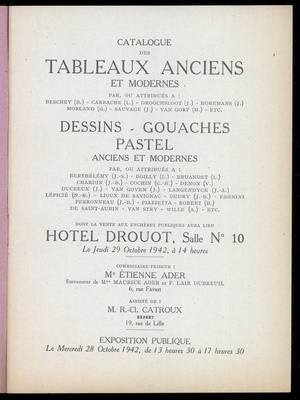 CATALOGUE
DES
TABLEAUX ANCIENS
ET MODERNES
PAR, OU ATTRIBUÉS A :
BESCHEY (B.) - CARRACHE (L.) - DROOCHSLOOT (J.) - HOREMANS (J.)
MORLAND (G.) - SAUVAGE (J.) - VAN GORP (H.) - ETC.
DESSINS - GOUACHES
PASTEL
ANCIENS ET MODERNES
PAR, OU ATTRIBUÉS A :
BERTHÉLÉMY (J.-S.) - BOILLY (L.) - BRUANDET (L.)
CHARDIN (J.-B.) - COCHIN (C.-N.) - DENON (V.)
DUCREUX (J.) - VAN GOYEN (J.) - LANGENDYCK (J.-A.)
LÉPICIÉ (N.-B.) - LIOUX DE SAVIGNAC - OUDRY (J.-B.) - PANNINI
PERRONNEAU (J.-B.) - PIAZZETTA - ROBERT (H.)
DE SAINT-AUBIN - VAN STRY - WILLE (A.) - ETC.
DONT LA VENTE AUX ENCHÈRES PUBLIQUES AURA LIEU
HOTEL DROUOT, Salle N° 10
Le Jeudi 29 Octobre 1942, à 14 heures
COMMISSAIRE-PRISEUR :
Me ÉTIENNE ADER
Successeur de Mes MAURICE ADER et F. LAIR DUBREUIL
6, rue Favart
ASSISTÉ DE :
M. R.-Cl. CATROUX
EXPERT
19, rue de Lille
EXPOSITION PUBLIQUE
Le Mercredi 28 Octobre 1942, de 13 heures 30 à 17 heures 30